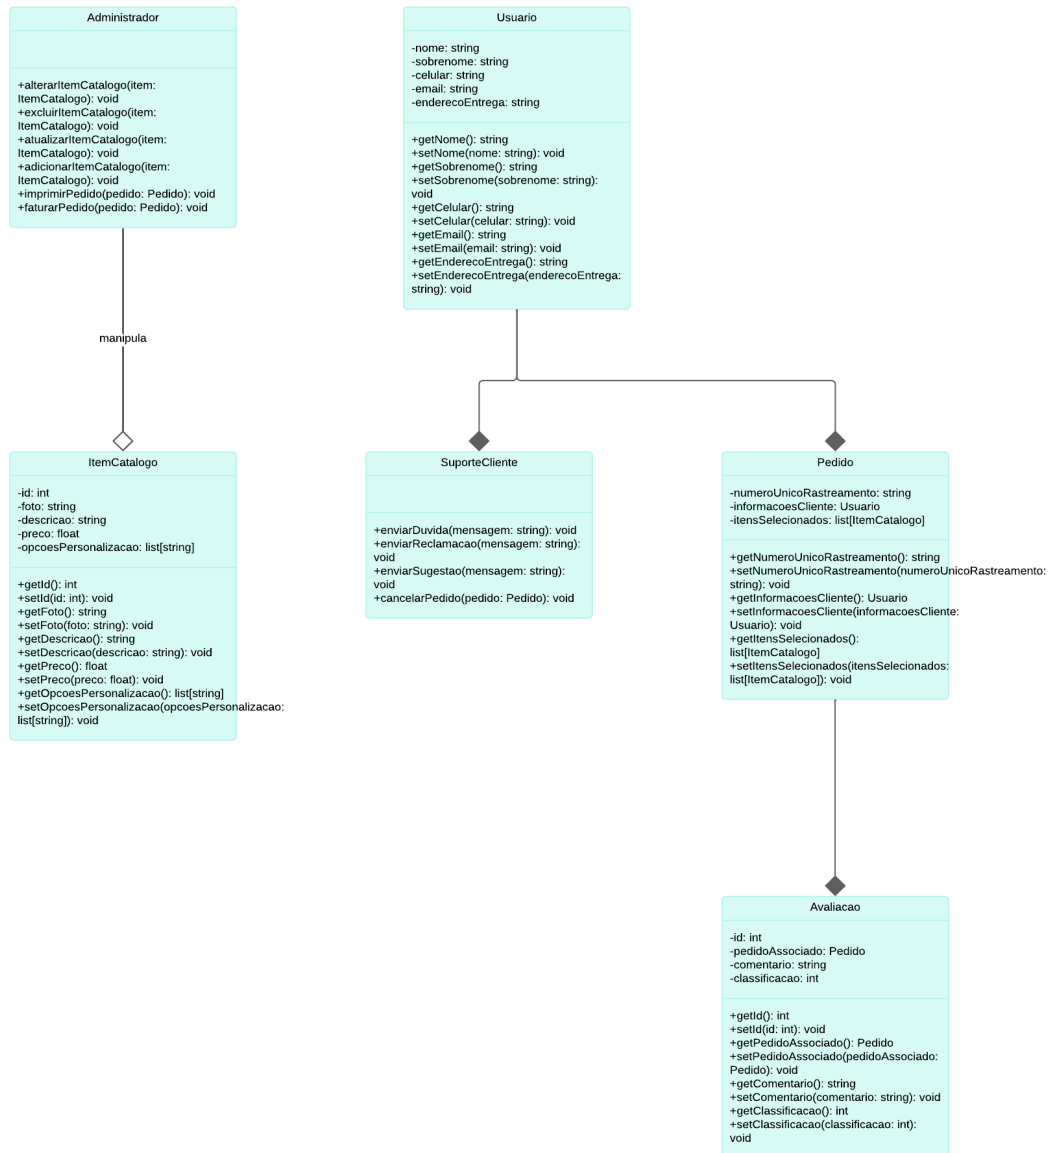 Administrador
+alterarItemCatalogo(item:
ItemCatalogo): void
+excluirItemCatalogo(item:
ItemCatalogo): void
+atualizarItemCatalogo(item:
ItemCatalogo): void
+adicionarItemCatalogo(item:
ItemCatalogo): void
+imprimirPedido(pedido: Pedido): void
+faturarPedido(pedido: Pedido): void
Usuario
-nome: string
-sobrenome: string
-celular: string
-email: string
-enderecoEntrega: string
+getNome(): string
+setNome(nome: string): void
+getSobrenome(): string
+setSobrenome(sobrenome: string):
void
+getCelular(): string
+setCelular(celular: string): void
+getEmail(): string
+setEmail(email: string): void
+getEnderecoEntrega(): string
+setEnderecoEntrega(enderecoEntrega:
string): void
manipula
ItemCatalogo
-id: int
-foto: string
-descricao: string
-preco: float
-opcoesPersonalizacao: list[string]
+getId(): int
+setId(id: int): void
+getFoto(): string
+setFoto(foto: string): void
+getDescricao(): string
+setDescricao(descricao: string): void
+getPreco(): float
+setPreco(preco: float): void
+getOpcoesPersonalizacao(): list[string]
+setOpcoesPersonalizacao(opcoesPersonalizacao:
list[string]): void
SuporteCliente
+enviarDuvida(mensagem: string): void
+enviarReclamacao(mensagem: string):
void
+enviarSugestao(mensagem: string):
void
+cancelarPedido(pedido: Pedido): void
Pedido
-numeroUnicoRastreamento: string
-informacoesCliente: Usuario
-itensSelecionados: list[ItemCatalogo]
+getNumeroUnicoRastreamento(): string
+setNumeroUnicoRastreamento(numeroUnicoRastreamento:
string): void
+getInformacoesCliente(): Usuario
+setInformacoesCliente(informacoesCliente:
Usuario): void
+getItensSelecionados():
list[ItemCatalogo]
+setItensSelecionados(itensSelecionados:
list[ItemCatalogo]): void
Avaliacao
-id: int
-pedidoAssociado: Pedido
-comentario: string
-classificacao: int
+getId(): int
+setId(id: int): void
+getPedidoAssociado(): Pedido
+setPedidoAssociado(pedidoAssociado:
Pedido): void
+getComentario(): string
+setComentario(comentario: string): void
+getClassificacao(): int
+setClassificacao(classificacao: int):
void